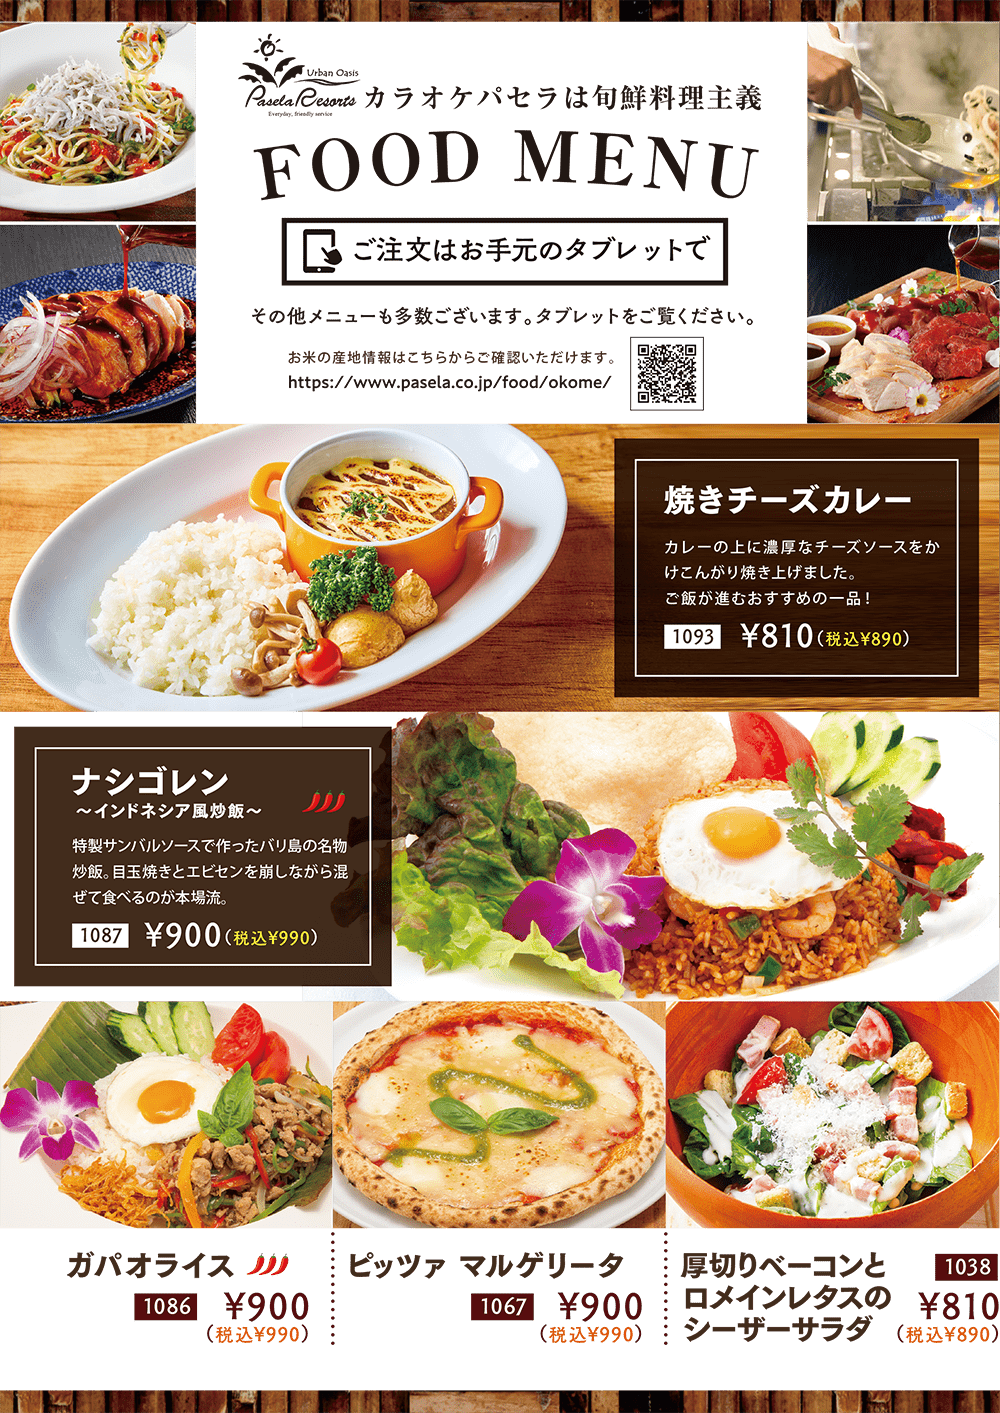 Urban Oasis
Pasela Resorts
Everyday, friendly service
カラオケパセラは旬鮮料理主義
FOOD MENU
ご注文はお手元のタブレットで
その他メニューも多数ございます。タブレットをご覧ください。
お米の産地情報はこちらからご確認いただけます。
https://www.pasela.co.jp/food/okome/
焼きチーズカレー
カレーの上に濃厚なチーズソースをか
けこんがり焼き上げました。
ご飯が進むおすすめの一品！
1093 ¥810（税込¥890）
ナシゴレン
〜インドネシア風炒飯〜
特製サンバルソースで作ったバリ島の名物
炒飯。目玉焼きとエビセンを崩しながら混
ぜて食べるのが本場流。
1087 ¥900（税込¥990）
ガパオライス
1086 ¥900
（税込¥990）
ピッツァ マルゲリータ
1067 ¥900
（税込¥990）
厚切りベーコンと
ロメインレタスの
シーザーサラダ
1038
¥810
（税込¥890）